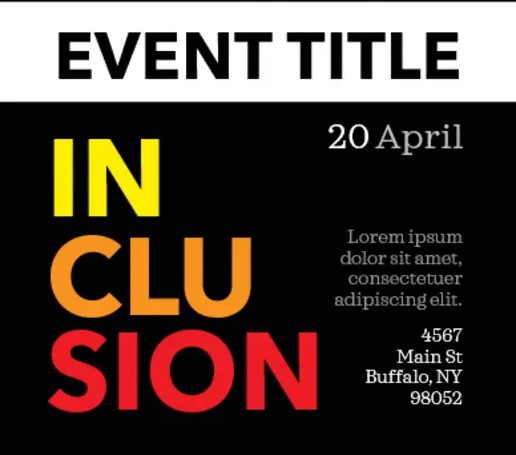 EVENT TITLE
20 April
IN
CLU
SION
Lorem ipsum
dolor sit amet,
consectetuer
adipiscing elit.
4567
Main St
Buffalo, NY
98052